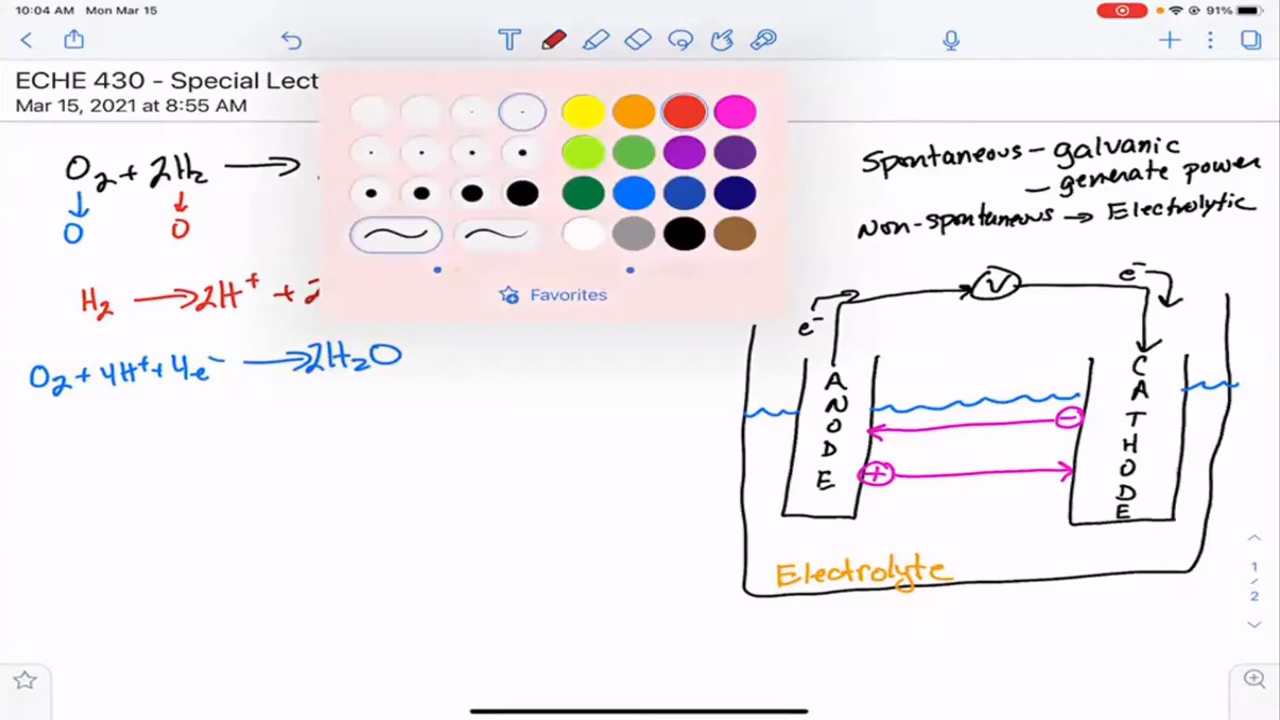 10:04 AM Mon Mar 15
91%
T
ECHE 430 - Special Lect
Mar 15, 2021 at 8:55 AM
O₂ + 2H₂ →
↓ ↓
0 0
H₂ → 2H⁺ + 2
O₂ + 4H⁺ + 4e⁻ → 2H₂O
Favorites
Spontaneous - galvanic
- generate power
Non-spontaneous → Electrolytic
V
e⁻
e⁻
ANODE
CATHODE
−
+
Electrolyte
1
/
2